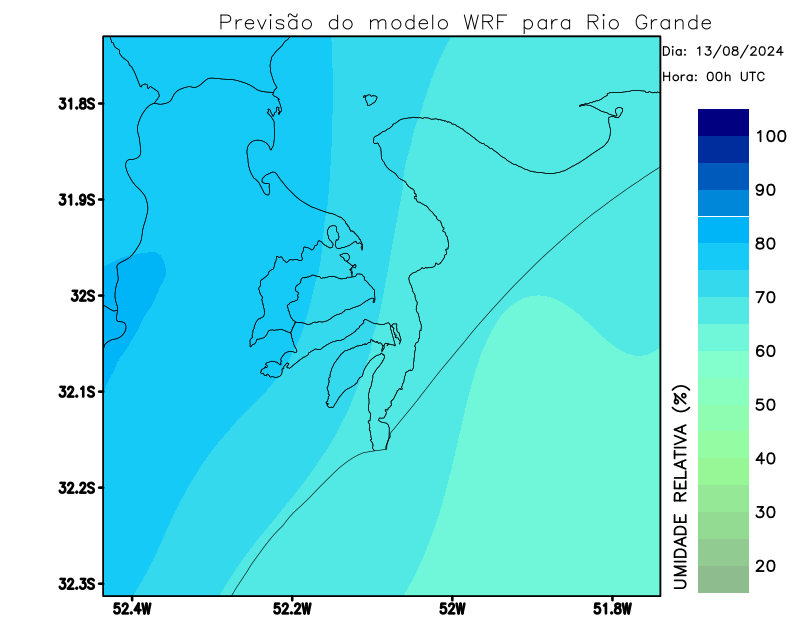 Previsão do modelo WRF para Rio Grande
Dia: 13/08/2024
Hora: 00h UTC
31.8S
31.9S
32S
32.1S
32.2S
32.3S
52.4W
52.2W
52W
51.8W
100
90
80
70
60
50
40
30
20
UMIDADE RELATIVA (%)